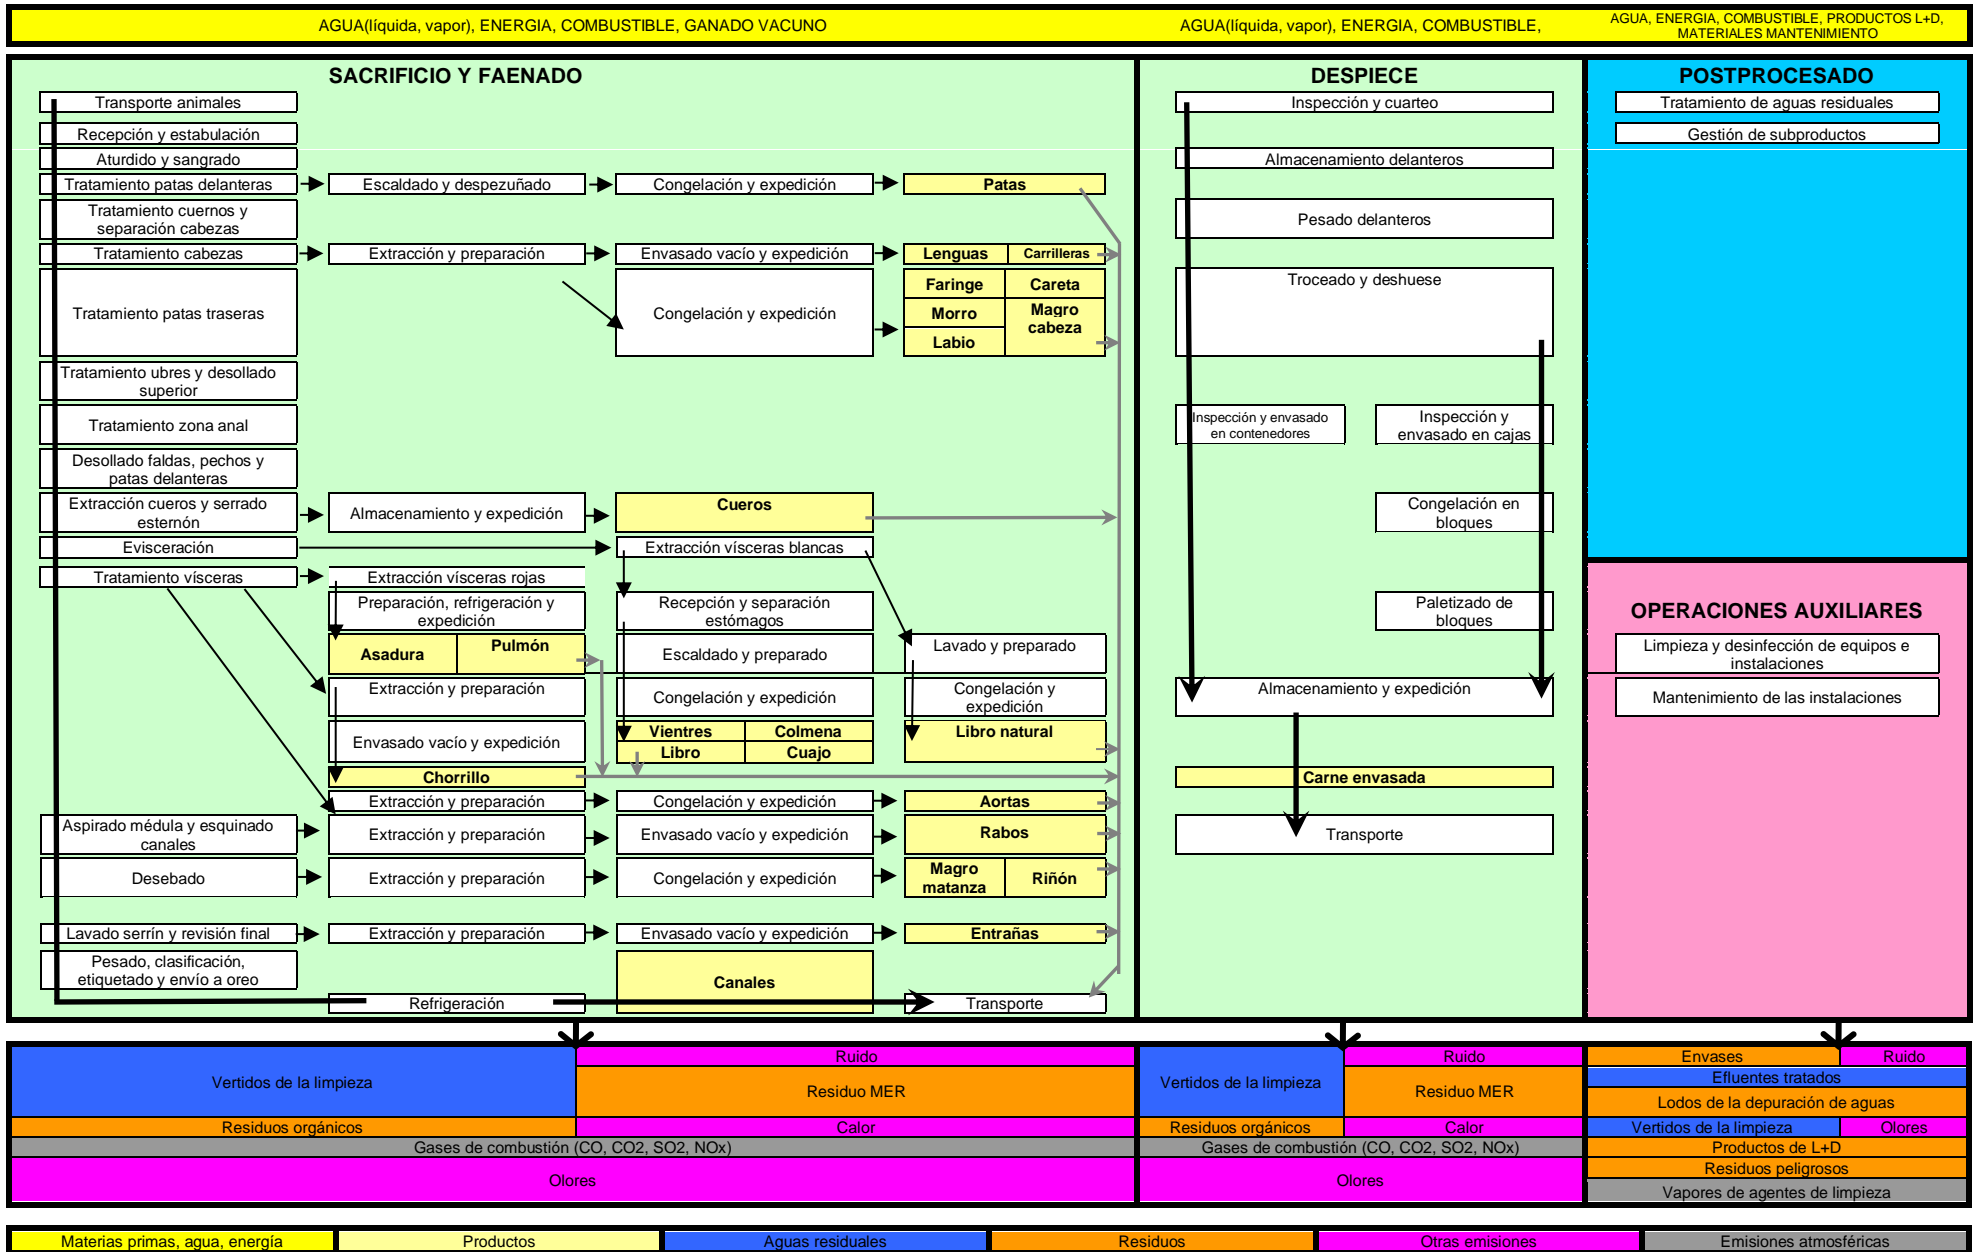 AGUA(líquida, vapor), ENERGIA, COMBUSTIBLE, GANADO VACUNO
AGUA(líquida, vapor), ENERGIA, COMBUSTIBLE,
AGUA, ENERGIA, COMBUSTIBLE, PRODUCTOS L+D,
MATERIALES MANTENIMIENTO
SACRIFICIO Y FAENADO
Transporte animales
Recepción y estabulación
Aturdido y sangrado
Tratamiento patas delanteras
Escaldado y despezuñado
Congelación y expedición
Patas
Tratamiento cuernos y
separación cabezas
Tratamiento cabezas
Extracción y preparación
Envasado vacío y expedición
Lenguas
Carrilleras
Tratamiento patas traseras
Congelación y expedición
Faringe
Careta
Morro
Magro
cabeza
Labio
Tratamiento ubres y desollado
superior
Tratamiento zona anal
Desollado faldas, pechos y
patas delanteras
Extracción cueros y serrado
esternón
Almacenamiento y expedición
Cueros
Evisceración
Extracción vísceras blancas
Tratamiento vísceras
Extracción vísceras rojas
Preparación, refrigeración y
expedición
Recepción y separación
estómagos
Asadura
Pulmón
Escaldado y preparado
Lavado y preparado
Extracción y preparación
Congelación y expedición
Congelación y
expedición
Envasado vacío y expedición
Vientres
Colmena
Libro
Cuajo
Libro natural
Chorrillo
Extracción y preparación
Congelación y expedición
Aortas
Aspirado médula y esquinado
canales
Extracción y preparación
Envasado vacío y expedición
Rabos
Desebado
Extracción y preparación
Congelación y expedición
Magro
matanza
Riñón
Lavado serrín y revisión final
Extracción y preparación
Envasado vacío y expedición
Entrañas
Pesado, clasificación,
etiquetado y envío a oreo
Canales
Refrigeración
Transporte
DESPIECE
Inspección y cuarteo
Almacenamiento delanteros
Pesado delanteros
Troceado y deshuese
Inspección y envasado
en contenedores
Inspección y
envasado en cajas
Congelación en
bloques
Paletizado de
bloques
Almacenamiento y expedición
Carne envasada
Transporte
POSTPROCESADO
Tratamiento de aguas residuales
Gestión de subproductos
OPERACIONES AUXILIARES
Limpieza y desinfección de equipos e
instalaciones
Mantenimiento de las instalaciones
Vertidos de la limpieza
Ruido
Residuo MER
Residuos orgánicos
Calor
Gases de combustión (CO, CO2, SO2, NOx)
Olores
Vertidos de la limpieza
Ruido
Residuo MER
Residuos orgánicos
Calor
Gases de combustión (CO, CO2, SO2, NOx)
Olores
Envases
Ruido
Efluentes tratados
Lodos de la depuración de aguas
Vertidos de la limpieza
Olores
Productos de L+D
Residuos peligrosos
Vapores de agentes de limpieza
Materias primas, agua, energía
Productos
Aguas residuales
Residuos
Otras emisiones
Emisiones atmosféricas